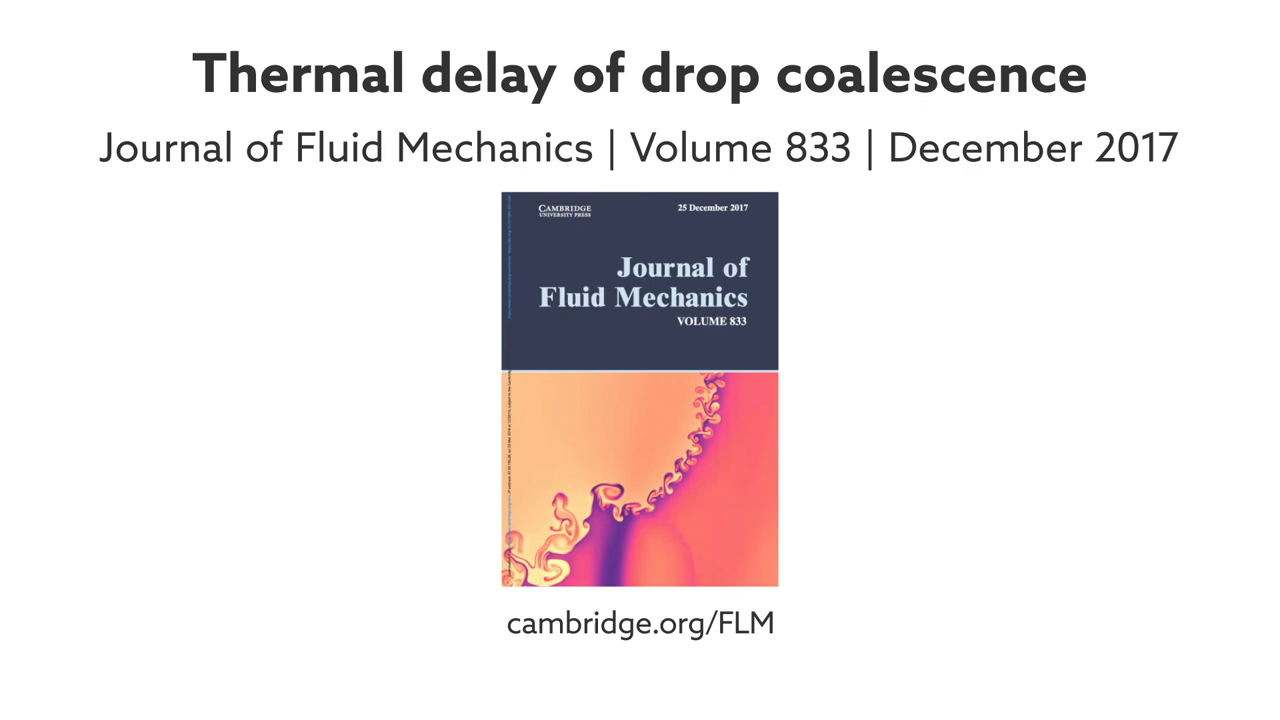 Thermal delay of drop coalescence
Journal of Fluid Mechanics | Volume 833 | December 2017
CAMBRIDGE
UNIVERSITY PRESS
25 December 2017
Journal of
Fluid Mechanics
VOLUME 833
cambridge.org/FLM